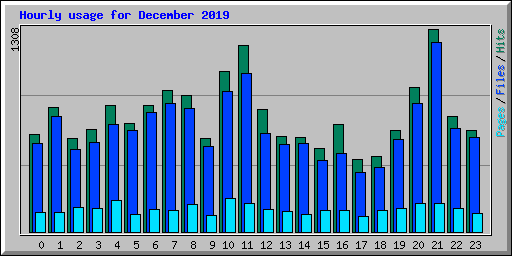 Hourly usage for December 2019
1308
Pages/Files/Hits
0 1 2 3 4 5 6 7 8 9 10 11 12 13 14 15 16 17 18 19 20 21 22 23